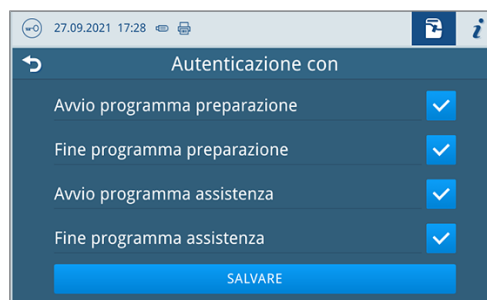 27.09.2021 17:28
i
Autenticazione con
Avvio programma preparazione
Fine programma preparazione
Avvio programma assistenza
Fine programma assistenza
SALVARE